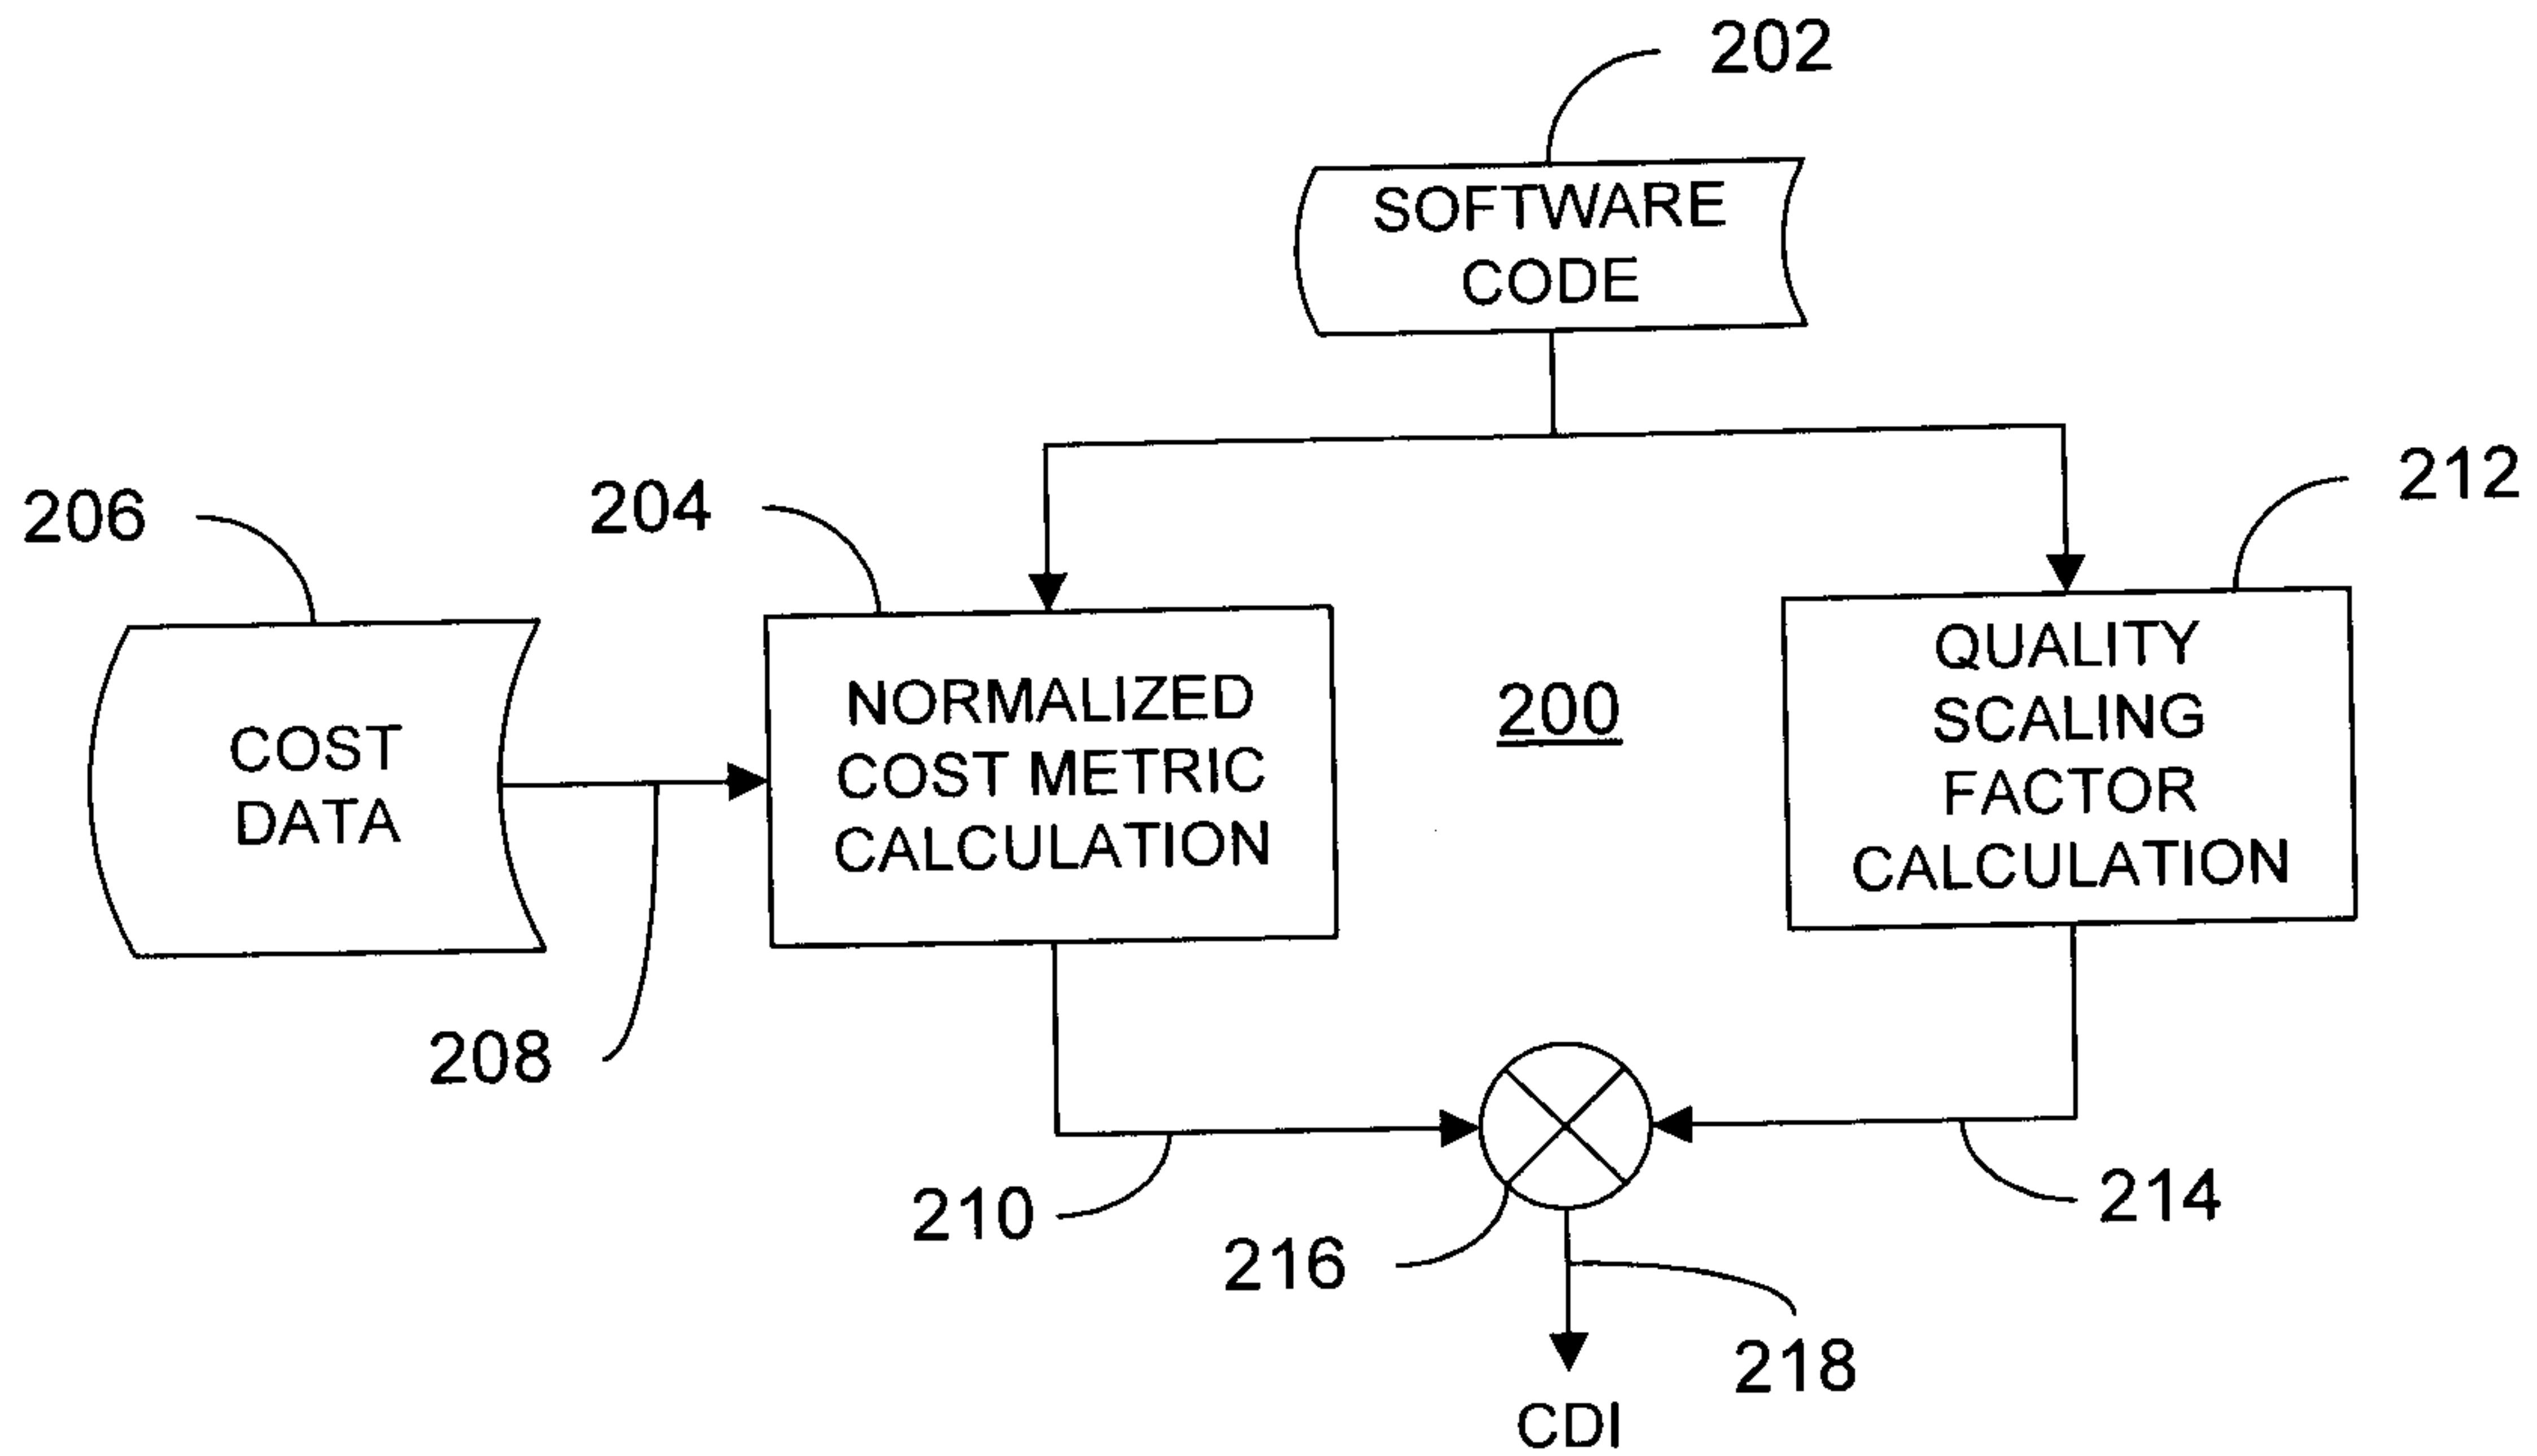 202
SOFTWARE
CODE
206
204
212
COST
DATA
NORMALIZED
COST METRIC
CALCULATION
200
QUALITY
SCALING
FACTOR
CALCULATION
208
210
216
214
218
CDI